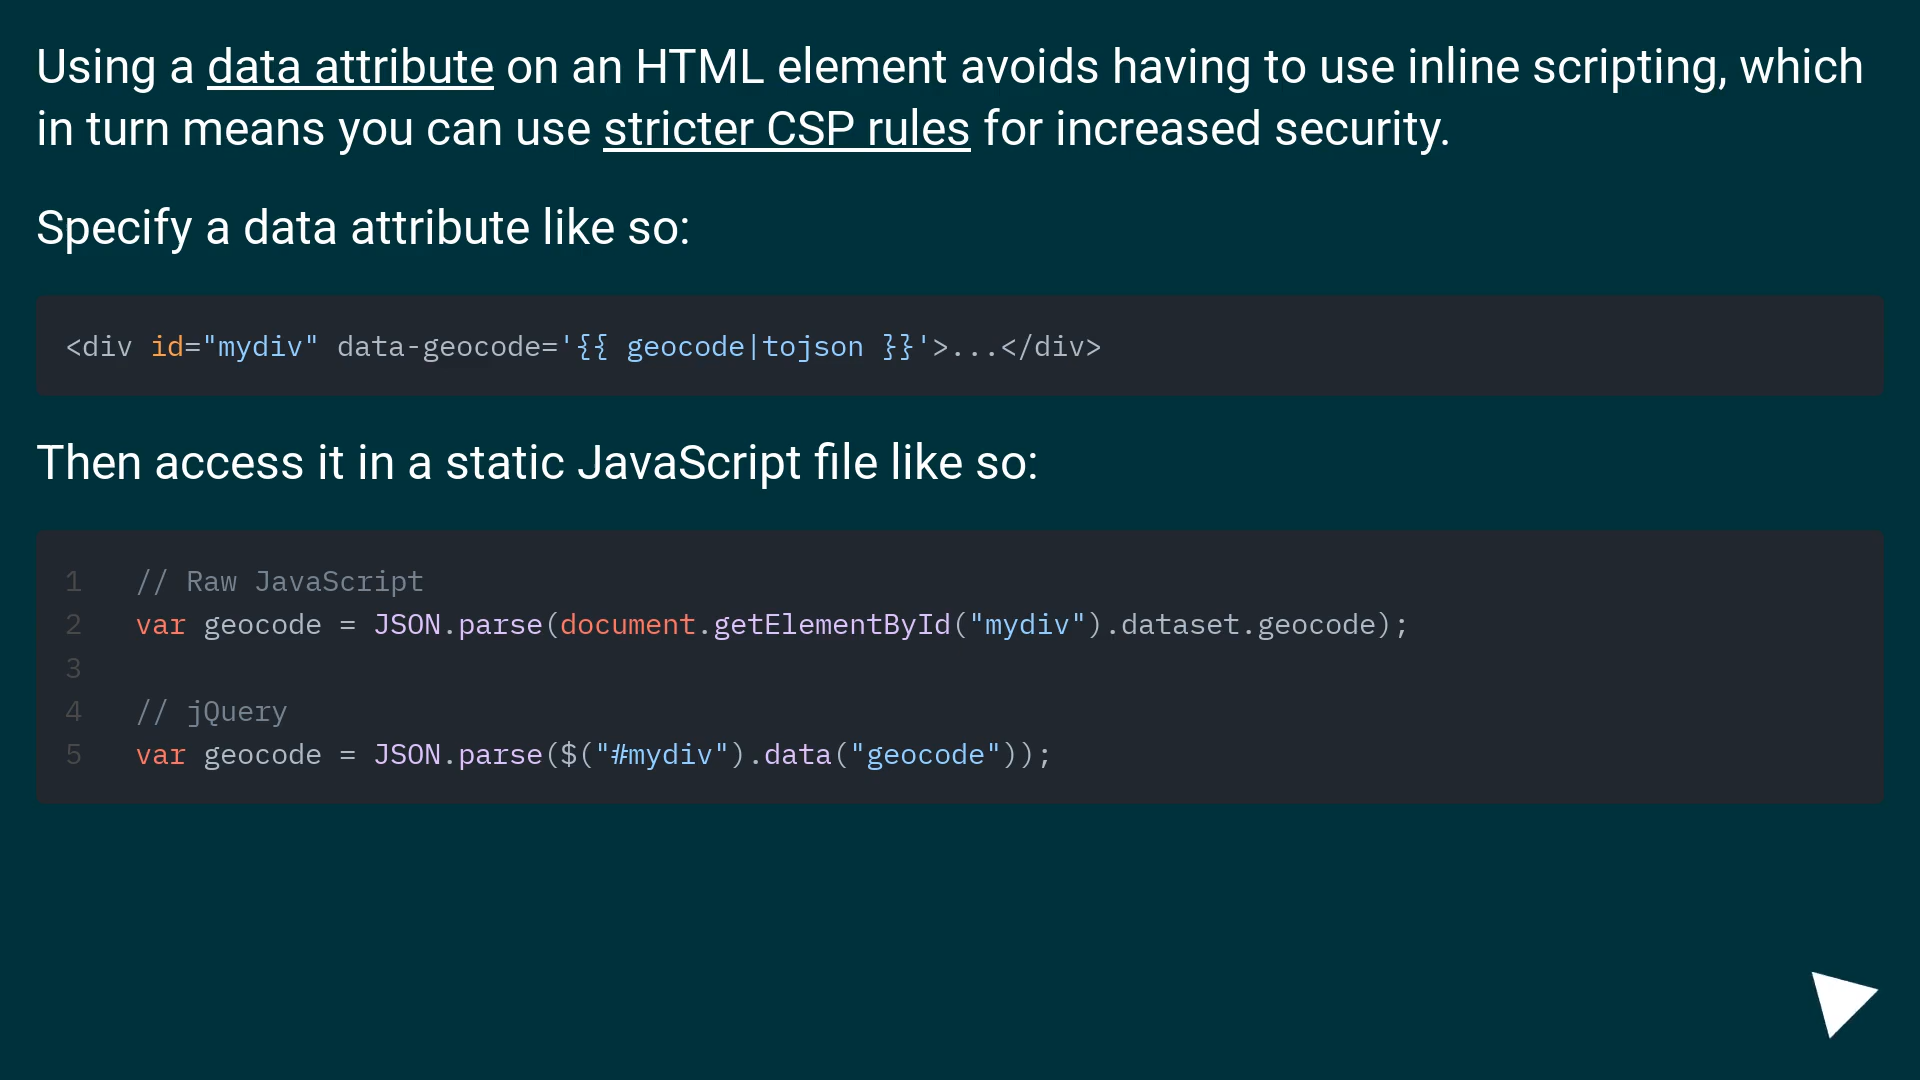 Using a data attribute on an HTML element avoids having to use inline scripting, which
in turn means you can use stricter CSP rules for increased security.
Specify a data attribute like so:
<div id="mydiv" data-geocode='{{ geocode|tojson }}'>...</div>
Then access it in a static JavaScript file like so:
1 // Raw JavaScript
2 var geocode = JSON.parse(document.getElementById("mydiv").dataset.geocode);
3
4 // jQuery
5 var geocode = JSON.parse($("#mydiv").data("geocode"));